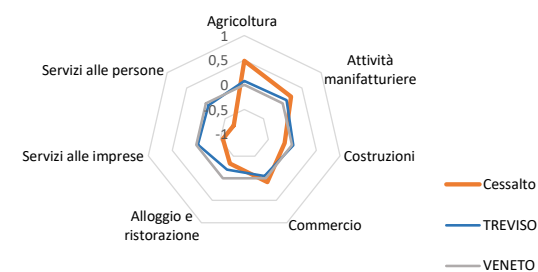 Agricoltura
1
0,5
0
0,5
-1
Attività
manifatturiere
Costruzioni
Commercio
Alloggio e
ristorazione
Servizi alle imprese
Servizi alle persone
Cessalto
TREVISO
VENETO